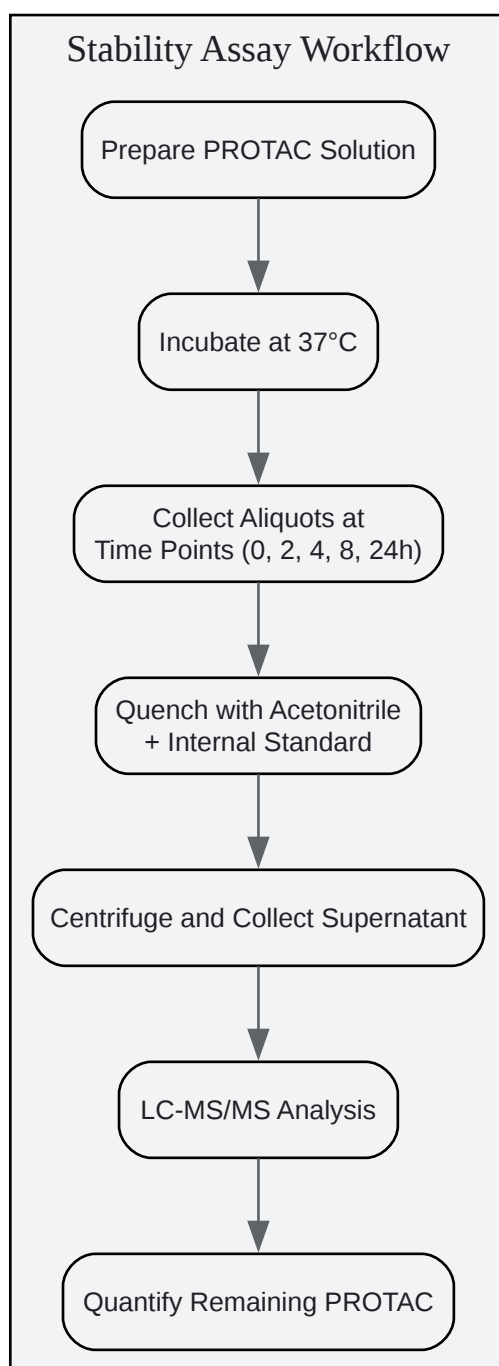 Stability Assay Workflow
Prepare PROTAC Solution
Incubate at 37°C
Collect Aliquots at
Time Points (0, 2, 4, 8, 24h)
Quench with Acetonitrile
+ Internal Standard
Centrifuge and Collect Supernatant
LC-MS/MS Analysis
Quantify Remaining PROTAC